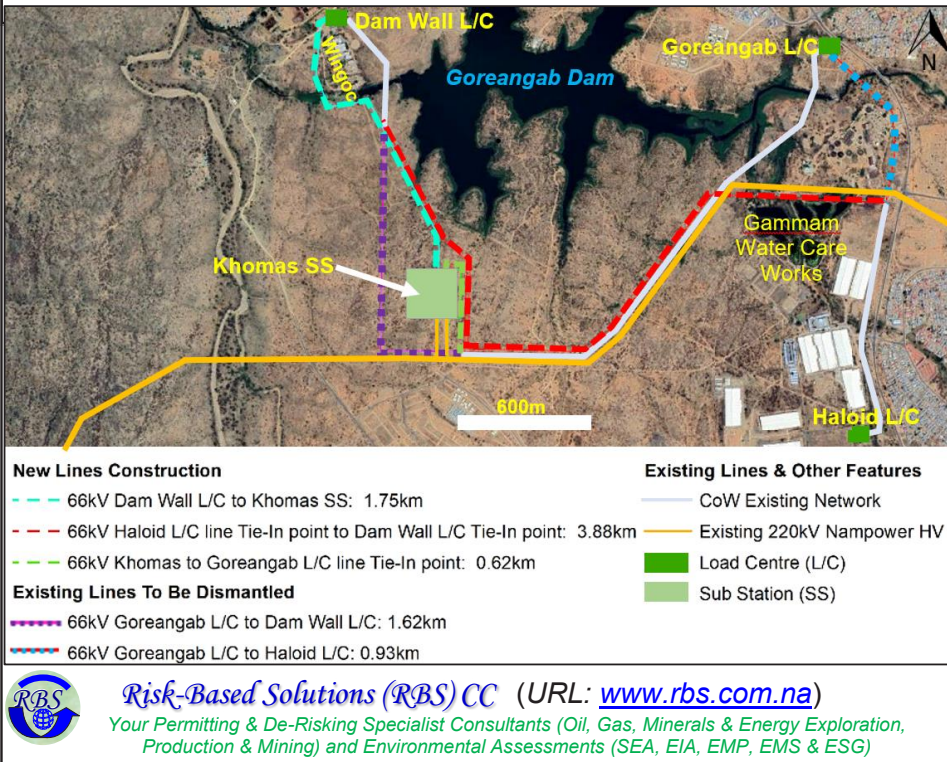 Dam Wall L/C
Goreangab L/C
N
Wingoc
Goreangab Dam
Gammam
Water Care
Works
Khomas SS
600m
Haloid L/C
New Lines Construction
66kV Dam Wall L/C to Khomas SS: 1.75km
66kV Haloid L/C line Tie-In point to Dam Wall L/C Tie-In point: 3.88km
66kV Khomas to Goreangab L/C line Tie-In point: 0.62km
Existing Lines To Be Dismantled
66kV Goreangab L/C to Dam Wall L/C: 1.62km
66kV Goreangab L/C to Haloid L/C: 0.93km
Existing Lines & Other Features
CoW Existing Network
Existing 220kV Nampower HV
Load Centre (L/C)
Sub Station (SS)
RBS
Risk-Based Solutions (RBS) CC (URL: www.rbs.com.na)
Your Permitting & De-Risking Specialist Consultants (Oil, Gas, Minerals & Energy Exploration,
Production & Mining) and Environmental Assessments (SEA, EIA, EMP, EMS & ESG)